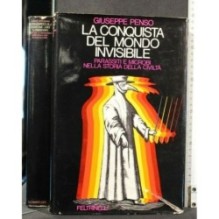 GIUSEPPE PENSO
LA CONQUISTA
DEL MONDO
INVISIBILE
PARASSITI E MICROBI
NELLA STORIA DELLA CIVILTÀ
FELTRINELLI